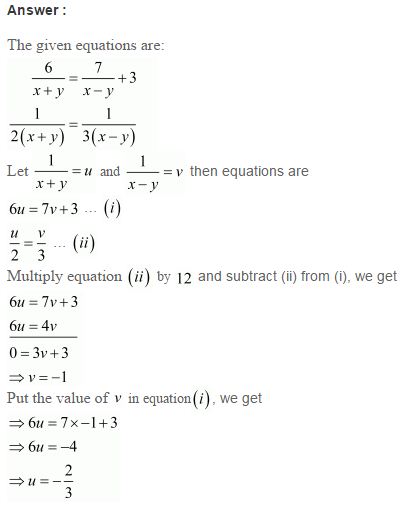 Answer :
The given equations are:
6/(x+y) = 7/(x−y) + 3
1/(2(x+y)) = 1/(3(x−y))
Let 1/(x+y) = u and 1/(x−y) = v then equations are
6u = 7v+3 ... (i)
u/2 = v/3 ... (ii)
Multiply equation (ii) by 12 and subtract (ii) from (i), we get
6u = 7v+3
6u = 4v
0 = 3v+3
⇒ v = −1
Put the value of v in equation (i), we get
⇒ 6u = 7×−1+3
⇒ 6u = −4
⇒ u = −2/3